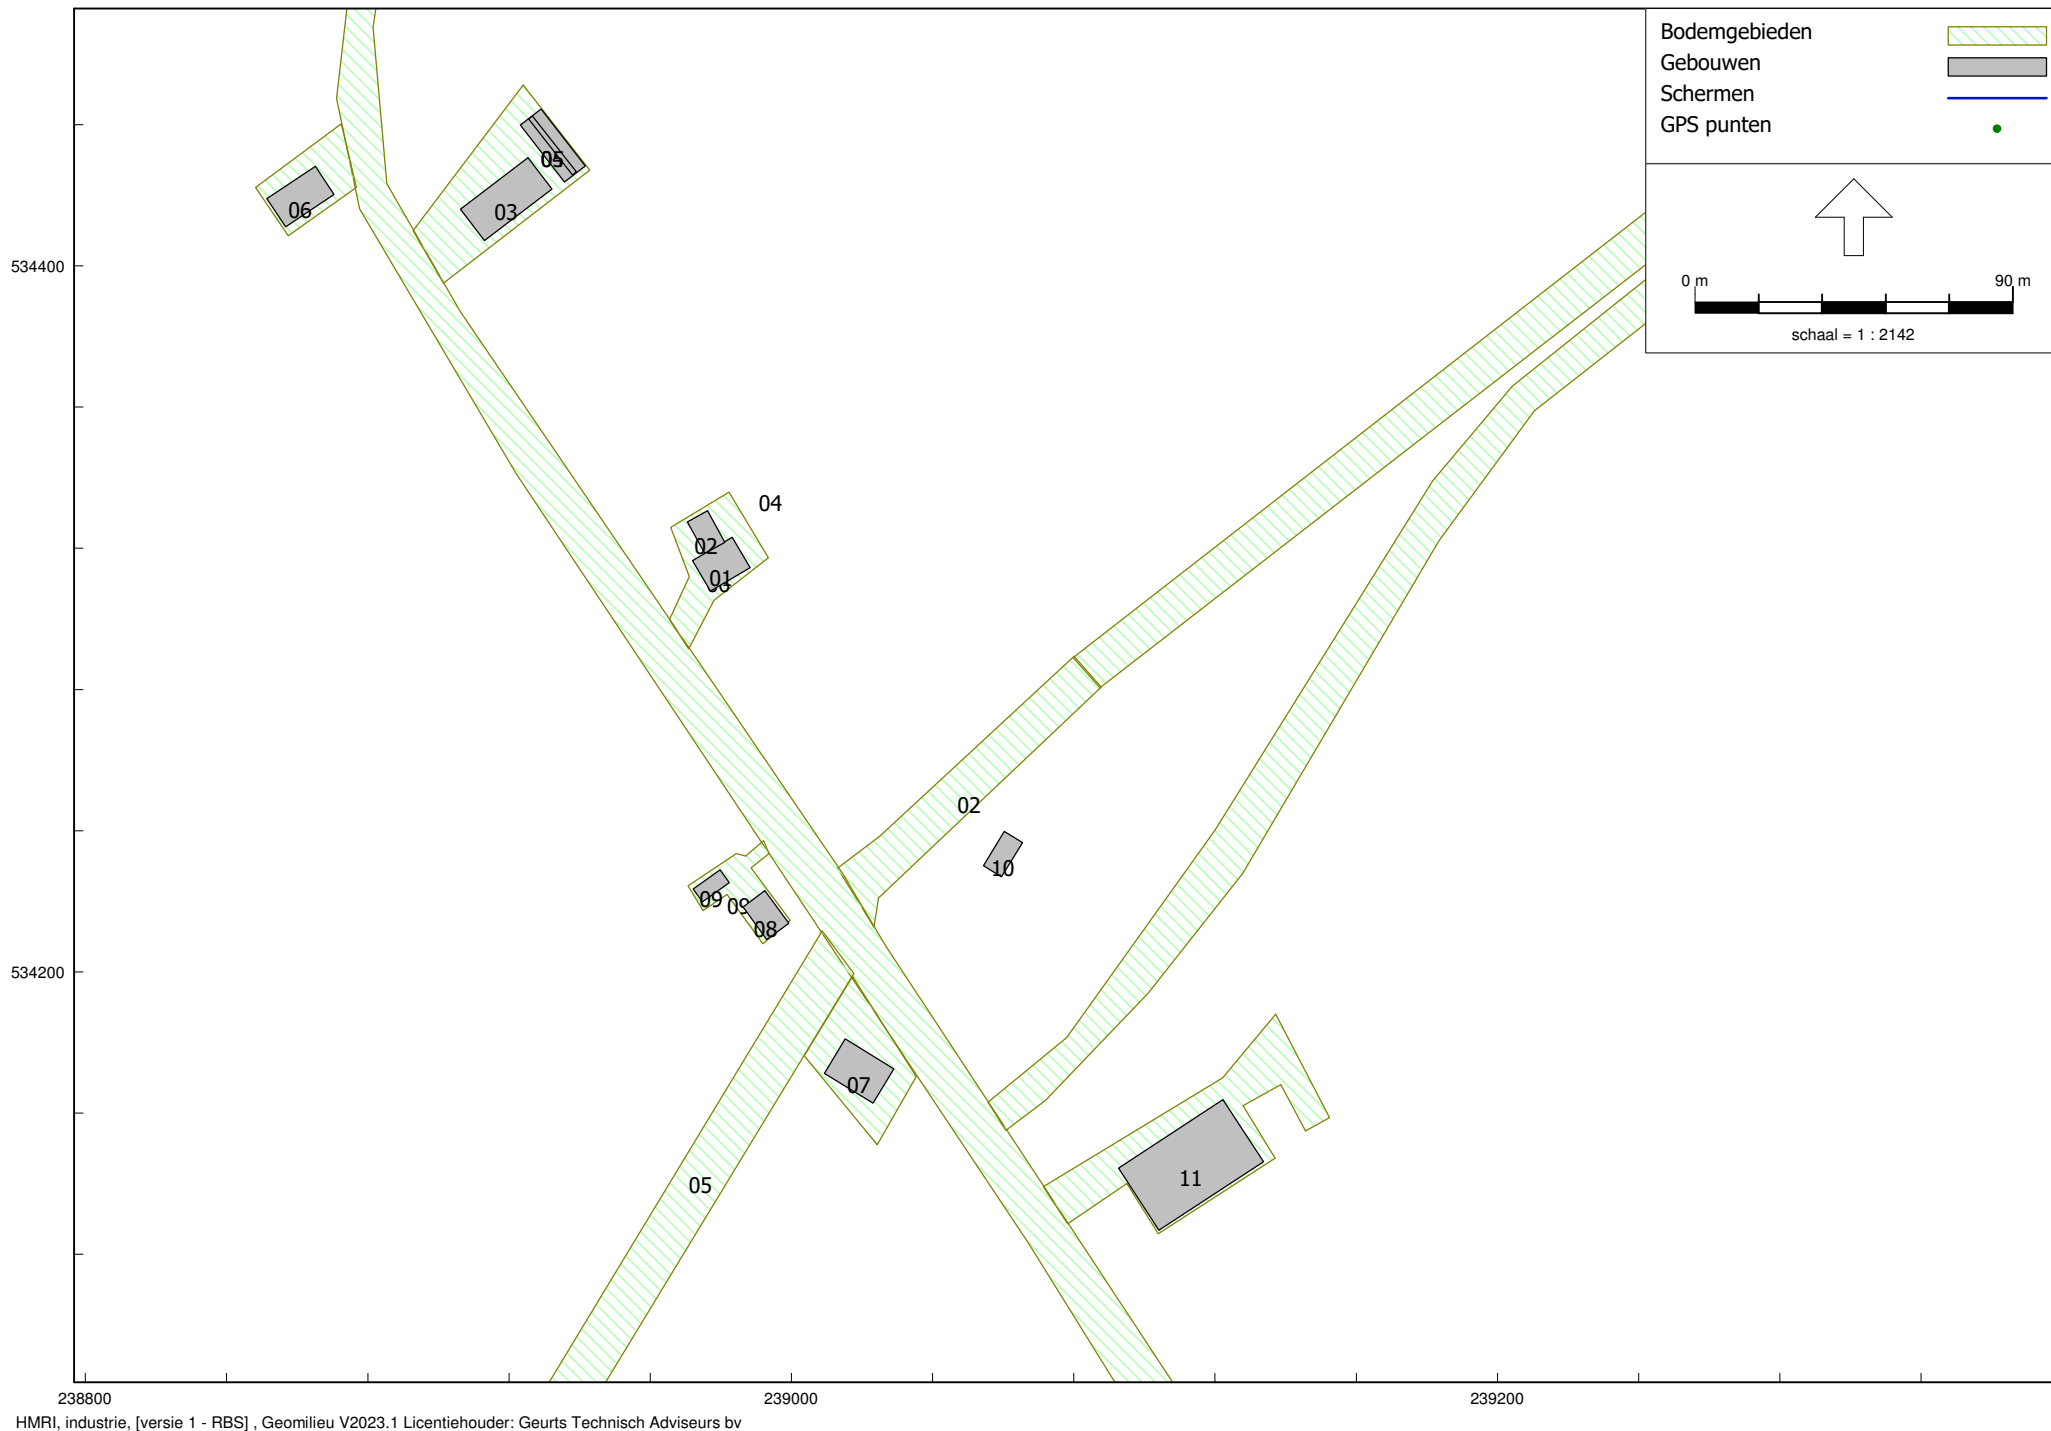 Bodemgebieden
Gebouwen
Schermen
GPS punten
0 m 90 m
schaal = 1 : 2142
05
06
03
534400
04
02
01
02
10
09
09
08
534200
07
05
11
238800 239000 239200
HMRI, industrie, [versie 1 - RBS] , Geomilieu V2023.1 Licentiehouder: Geurts Technisch Adviseurs bv